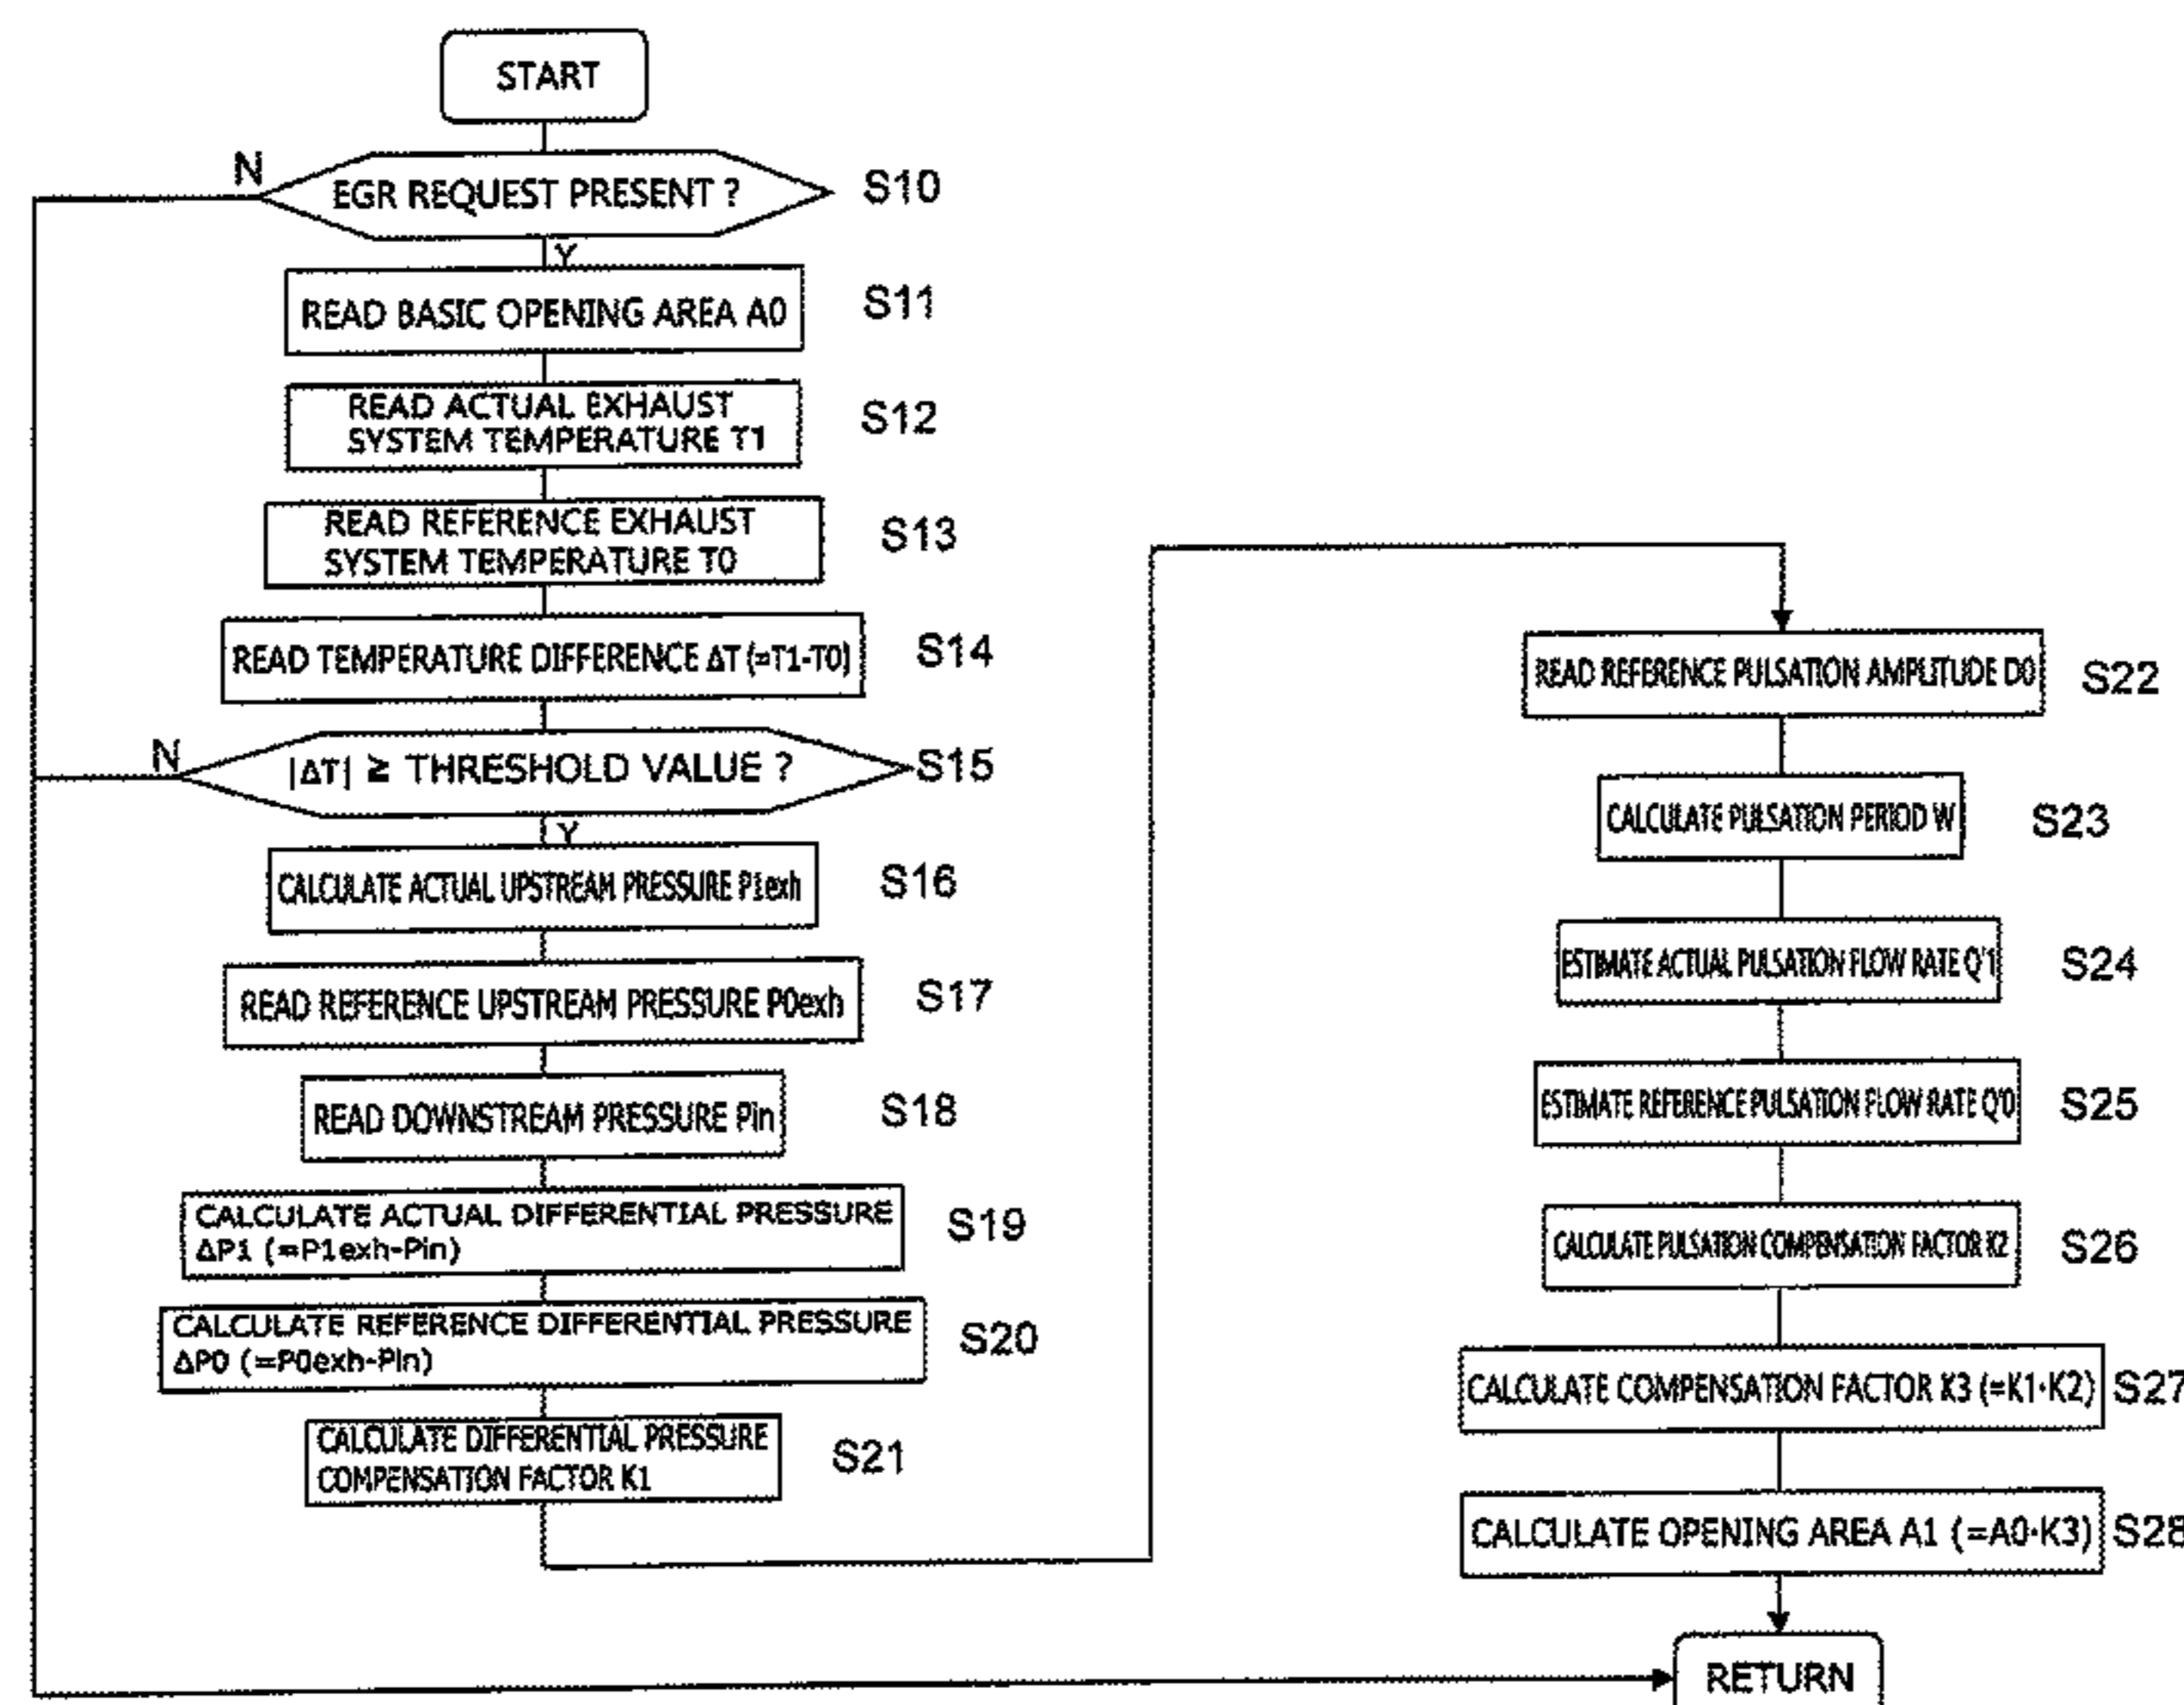 START
N
EGR REQUEST PRESENT ?
S10
Y
READ BASIC OPENING AREA A0
S11
READ ACTUAL EXHAUST
SYSTEM TEMPERATURE T1
S12
READ REFERENCE EXHAUST
SYSTEM TEMPERATURE T0
S13
READ TEMPERATURE DIFFERENCE ΔT (=T1-T0)
S14
N
|ΔT| ≧ THRESHOLD VALUE ?
S15
Y
CALCULATE ACTUAL UPSTREAM PRESSURE P1exh
S16
READ REFERENCE UPSTREAM PRESSURE P0exh
S17
READ DOWNSTREAM PRESSURE Pin
S18
CALCULATE ACTUAL DIFFERENTIAL PRESSURE
ΔP1 (=P1exh-Pin)
S19
CALCULATE REFERENCE DIFFERENTIAL PRESSURE
ΔP0 (=P0exh-Pin)
S20
CALCULATE DIFFERENTIAL PRESSURE
COMPENSATION FACTOR K1
S21
READ REFERENCE PULSATION AMPLITUDE D0
S22
CALCULATE PULSATION PERIOD W
S23
ESTIMATE ACTUAL PULSATION FLOW RATE Q'1
S24
ESTIMATE REFERENCE PULSATION FLOW RATE Q'0
S25
CALCULATE PULSATION COMPENSATION FACTOR K2
S26
CALCULATE COMPENSATION FACTOR K3 (=K1·K2)
S27
CALCULATE OPENING AREA A1 (=A0·K3)
S28
RETURN